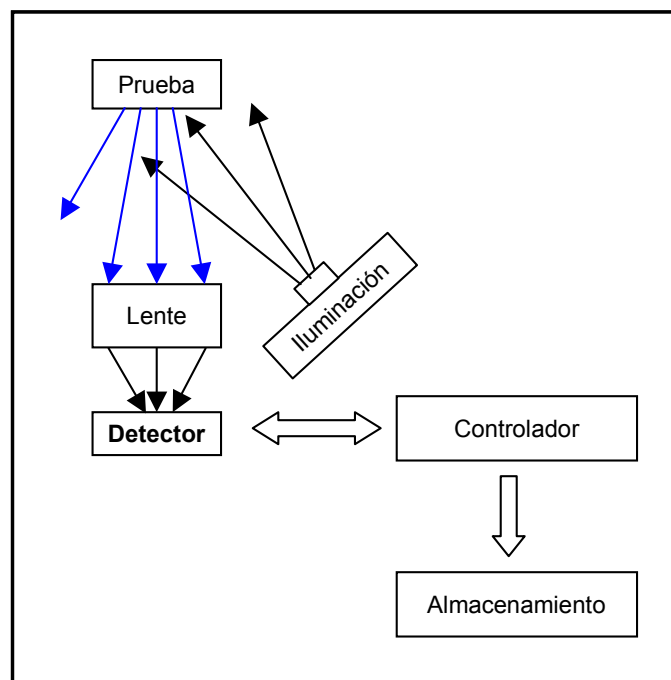 Prueba
Iluminación
Lente
Detector
Controlador
Almacenamiento